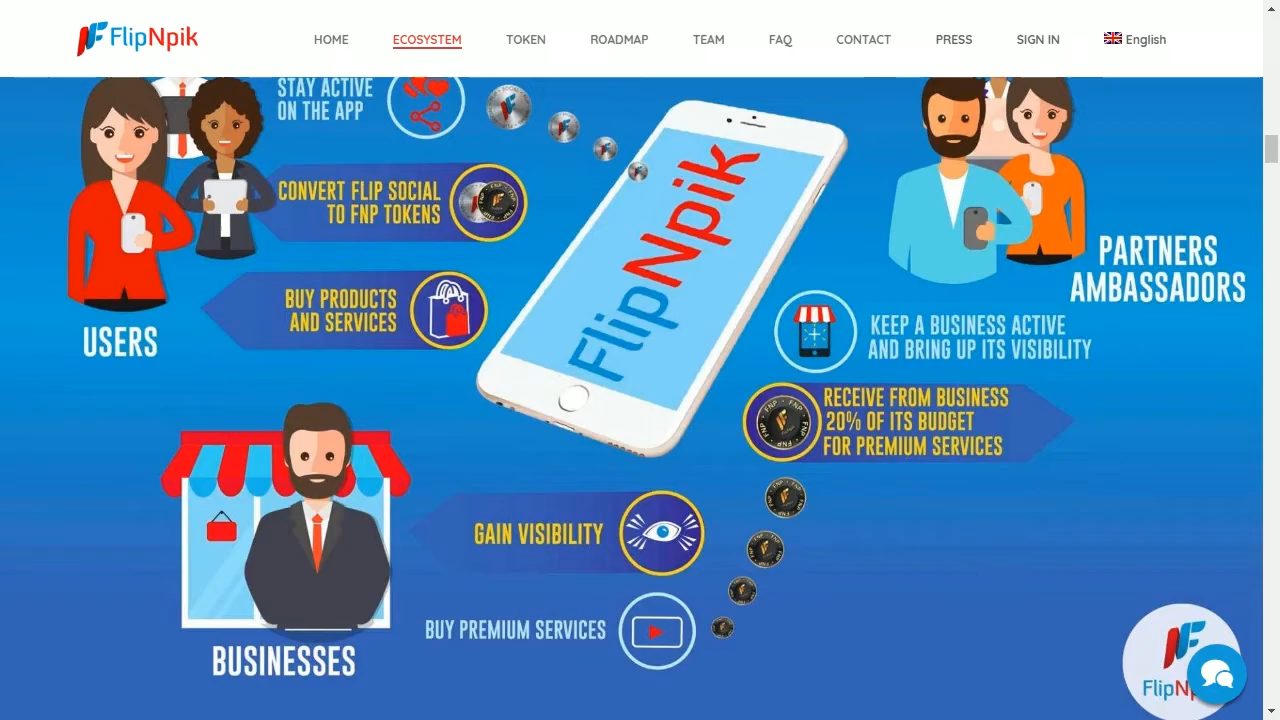 FlipNpik
HOME
ECOSYSTEM
TOKEN
ROADMAP
TEAM
FAQ
CONTACT
PRESS
SIGN IN
English
STAY ACTIVE
ON THE APP
CONVERT FLIP SOCIAL
TO FNP TOKENS
BUY PRODUCTS
AND SERVICES
USERS
FlipNpik
PARTNERS
AMBASSADORS
KEEP A BUSINESS ACTIVE
AND BRING UP ITS VISIBILITY
RECEIVE FROM BUSINESS
20% OF ITS BUDGET
FOR PREMIUM SERVICES
GAIN VISIBILITY
BUY PREMIUM SERVICES
BUSINESSES